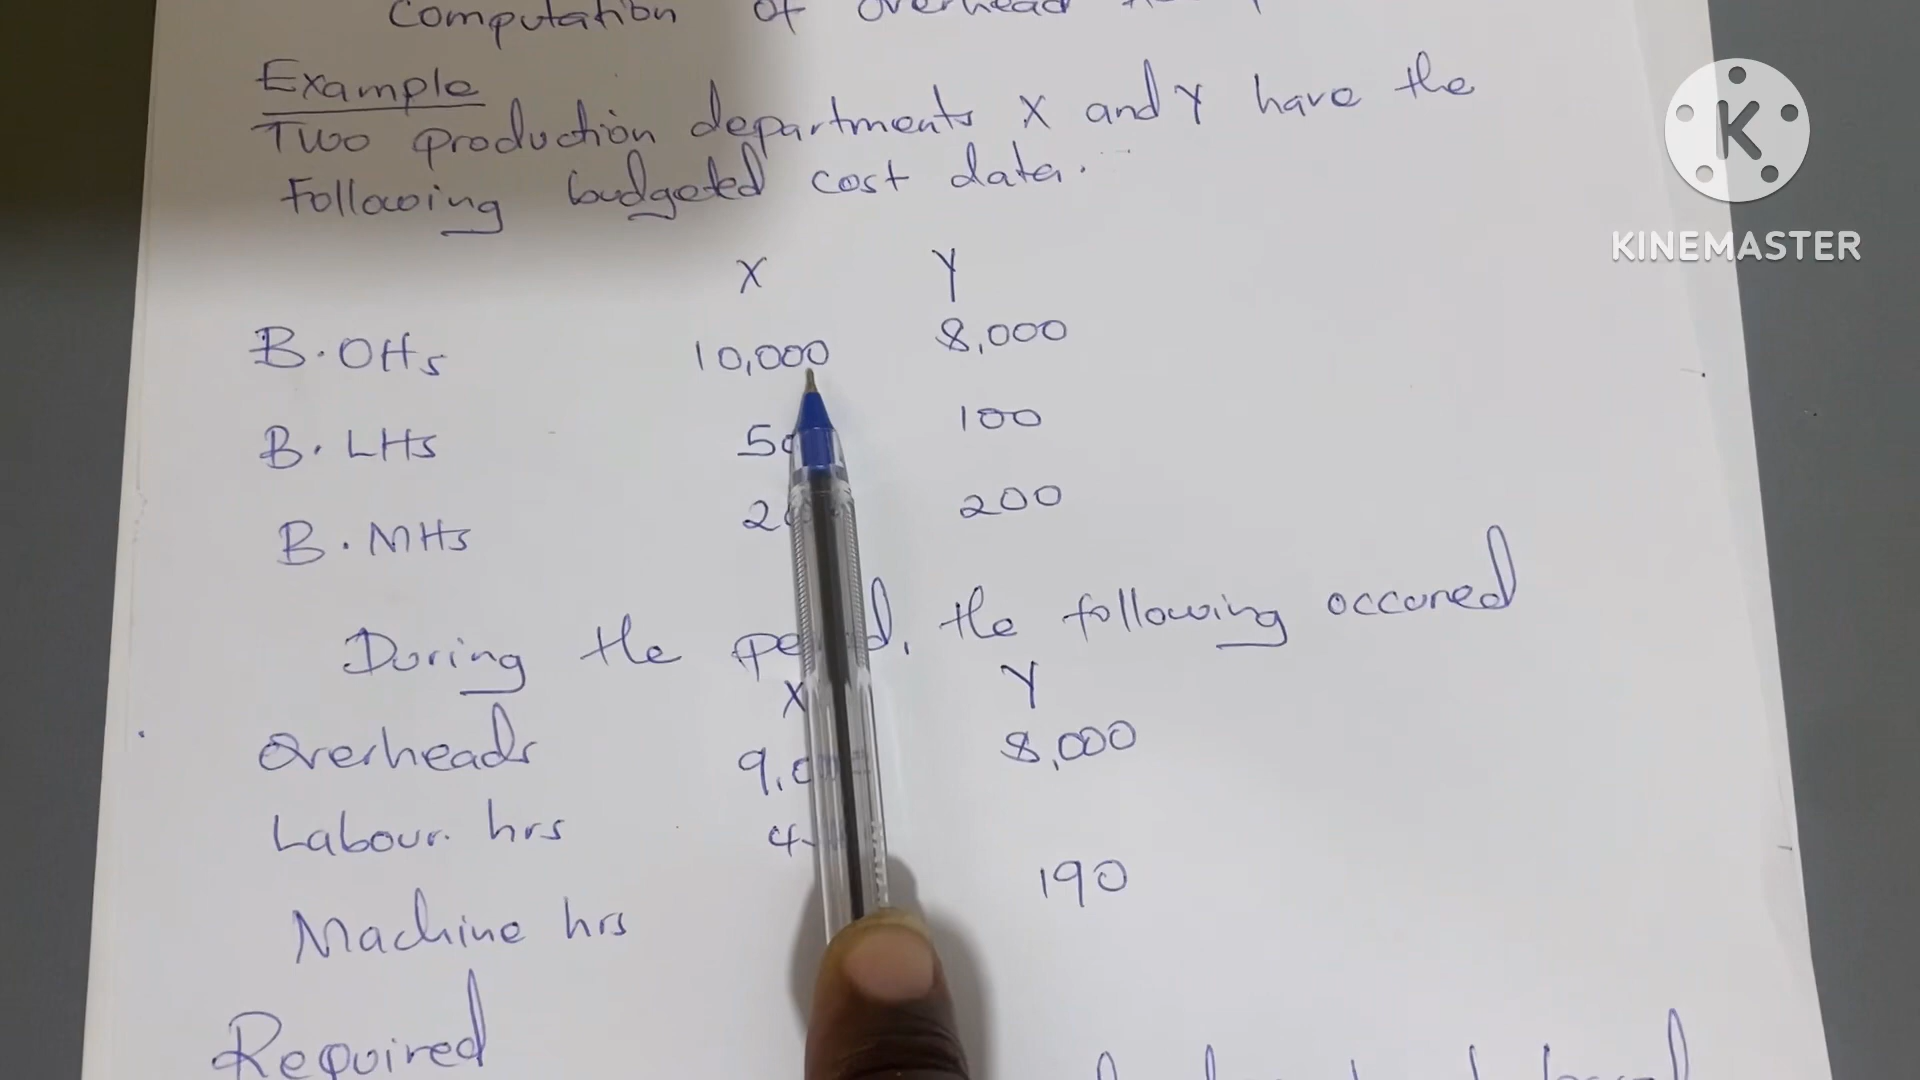 Computation of overhead
Example
Two production departments X and Y have the
Following budgeted cost data.
X Y
B.OHs 10,000 8,000
B.LHs 100
B.MHs 200
During the the following occured
X Y
Overheads 8,000
Labour. hrs
190
Machine hrs
Required
K
KINEMASTER